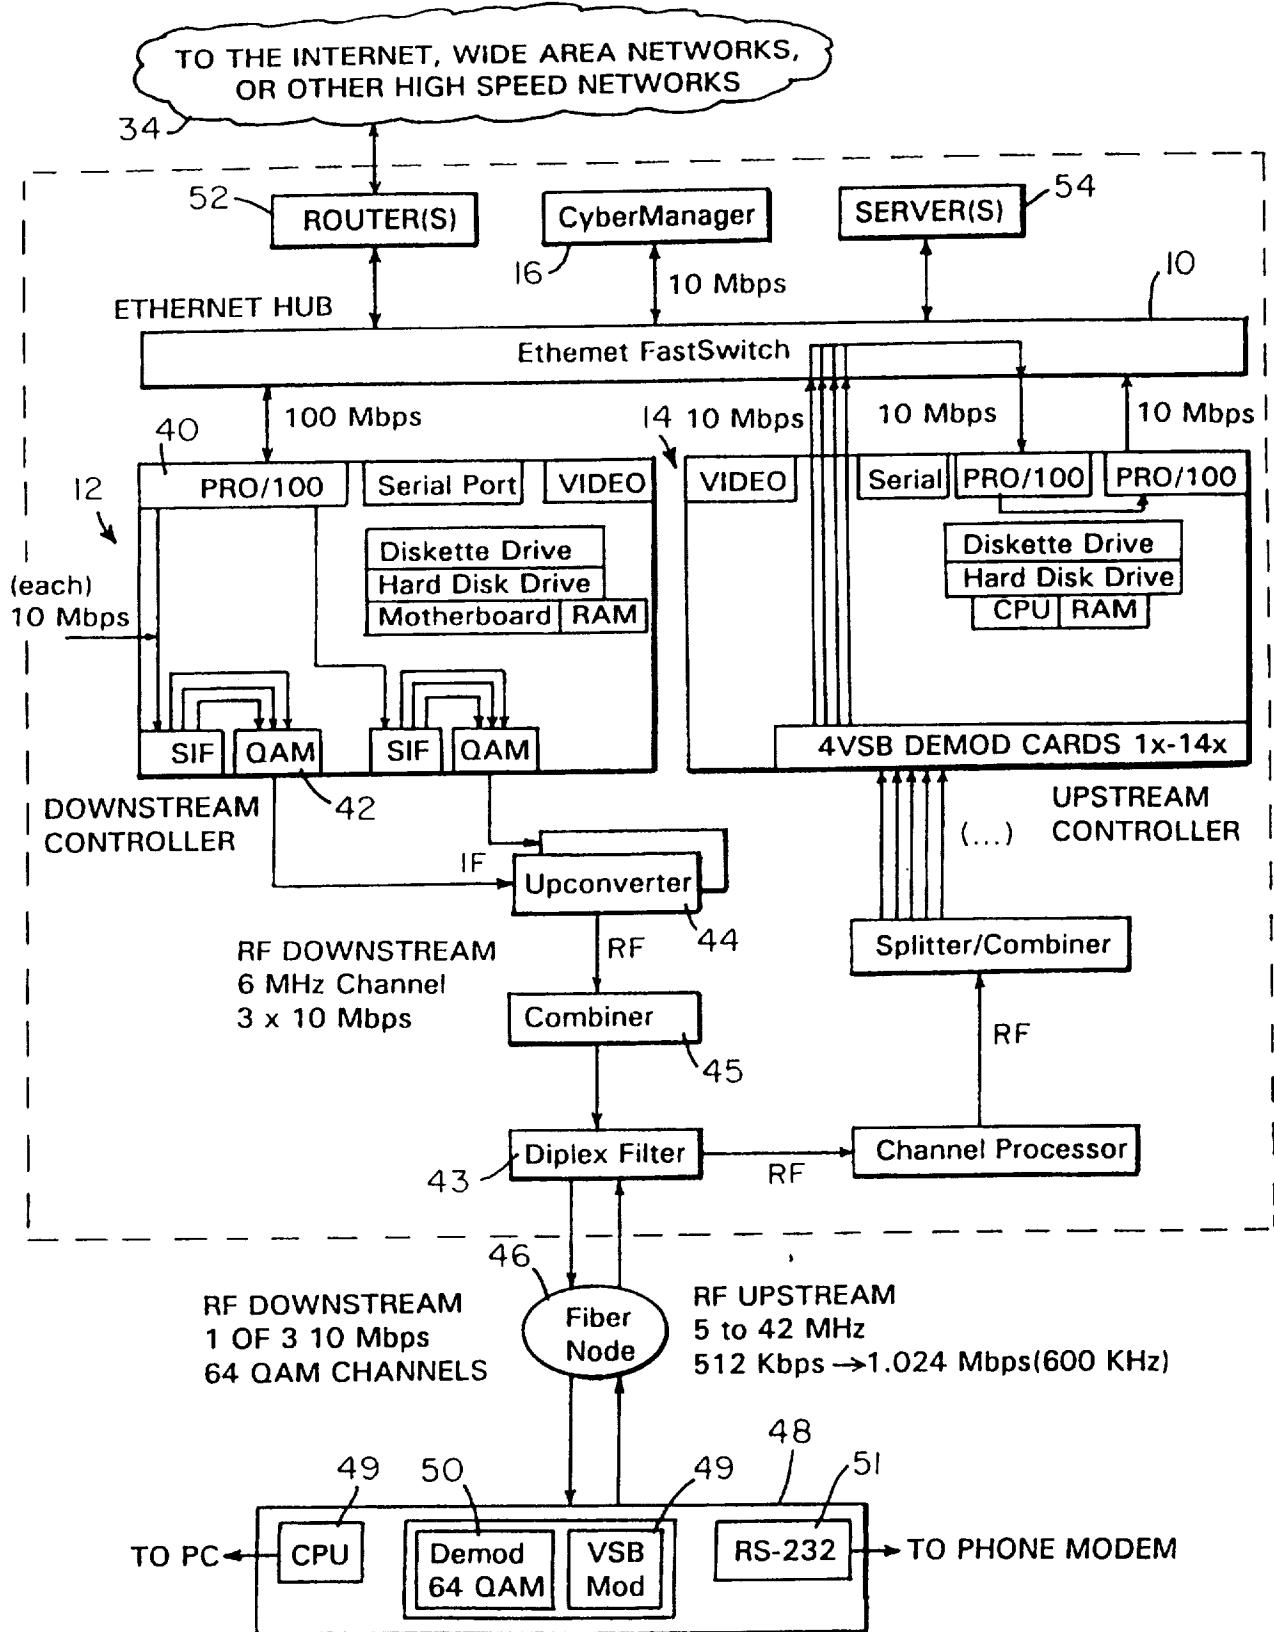 TO THE INTERNET, WIDE AREA NETWORKS,
OR OTHER HIGH SPEED NETWORKS
34
52
ROUTER(S)
CyberManager
16
SERVER(S)
54
10 Mbps
10
ETHERNET HUB
Ethemet FastSwitch
100 Mbps
14
10 Mbps
10 Mbps
10 Mbps
40
12
PRO/100
Serial Port
VIDEO
VIDEO
Serial
PRO/100
PRO/100
Diskette Drive
Hard Disk Drive
Motherboard
RAM
Diskette Drive
Hard Disk Drive
CPU
RAM
(each)
10 Mbps
SIF
QAM
SIF
QAM
4VSB DEMOD CARDS 1x-14x
42
DOWNSTREAM
CONTROLLER
UPSTREAM
CONTROLLER
(...)
IF
Upconverter
44
RF
RF DOWNSTREAM
6 MHz Channel
3 x 10 Mbps
Splitter/Combiner
Combiner
45
RF
Diplex Filter
43
RF
Channel Processor
46
Fiber
Node
RF DOWNSTREAM
1 OF 3 10 Mbps
64 QAM CHANNELS
RF UPSTREAM
5 to 42 MHz
512 Kbps →1.024 Mbps(600 KHz)
48
49
50
49
51
TO PC
CPU
Demod
64 QAM
VSB
Mod
RS-232
TO PHONE MODEM